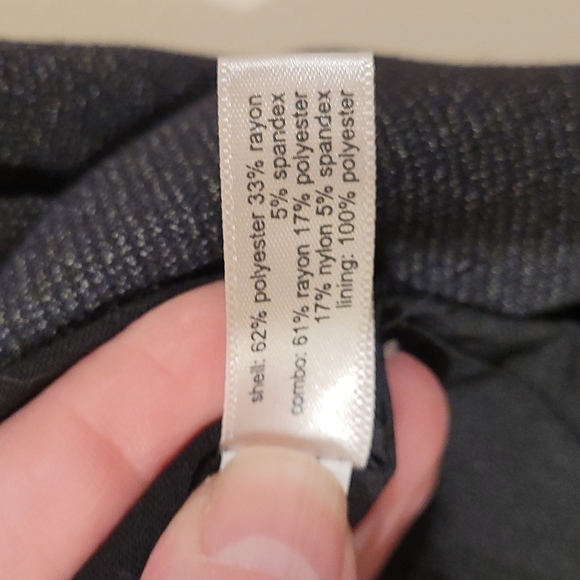 shell: 62% polyester 33% rayon
5% spandex
combo: 61% rayon 17% polyester
17% nylon 5% spandex
lining: 100% polyester